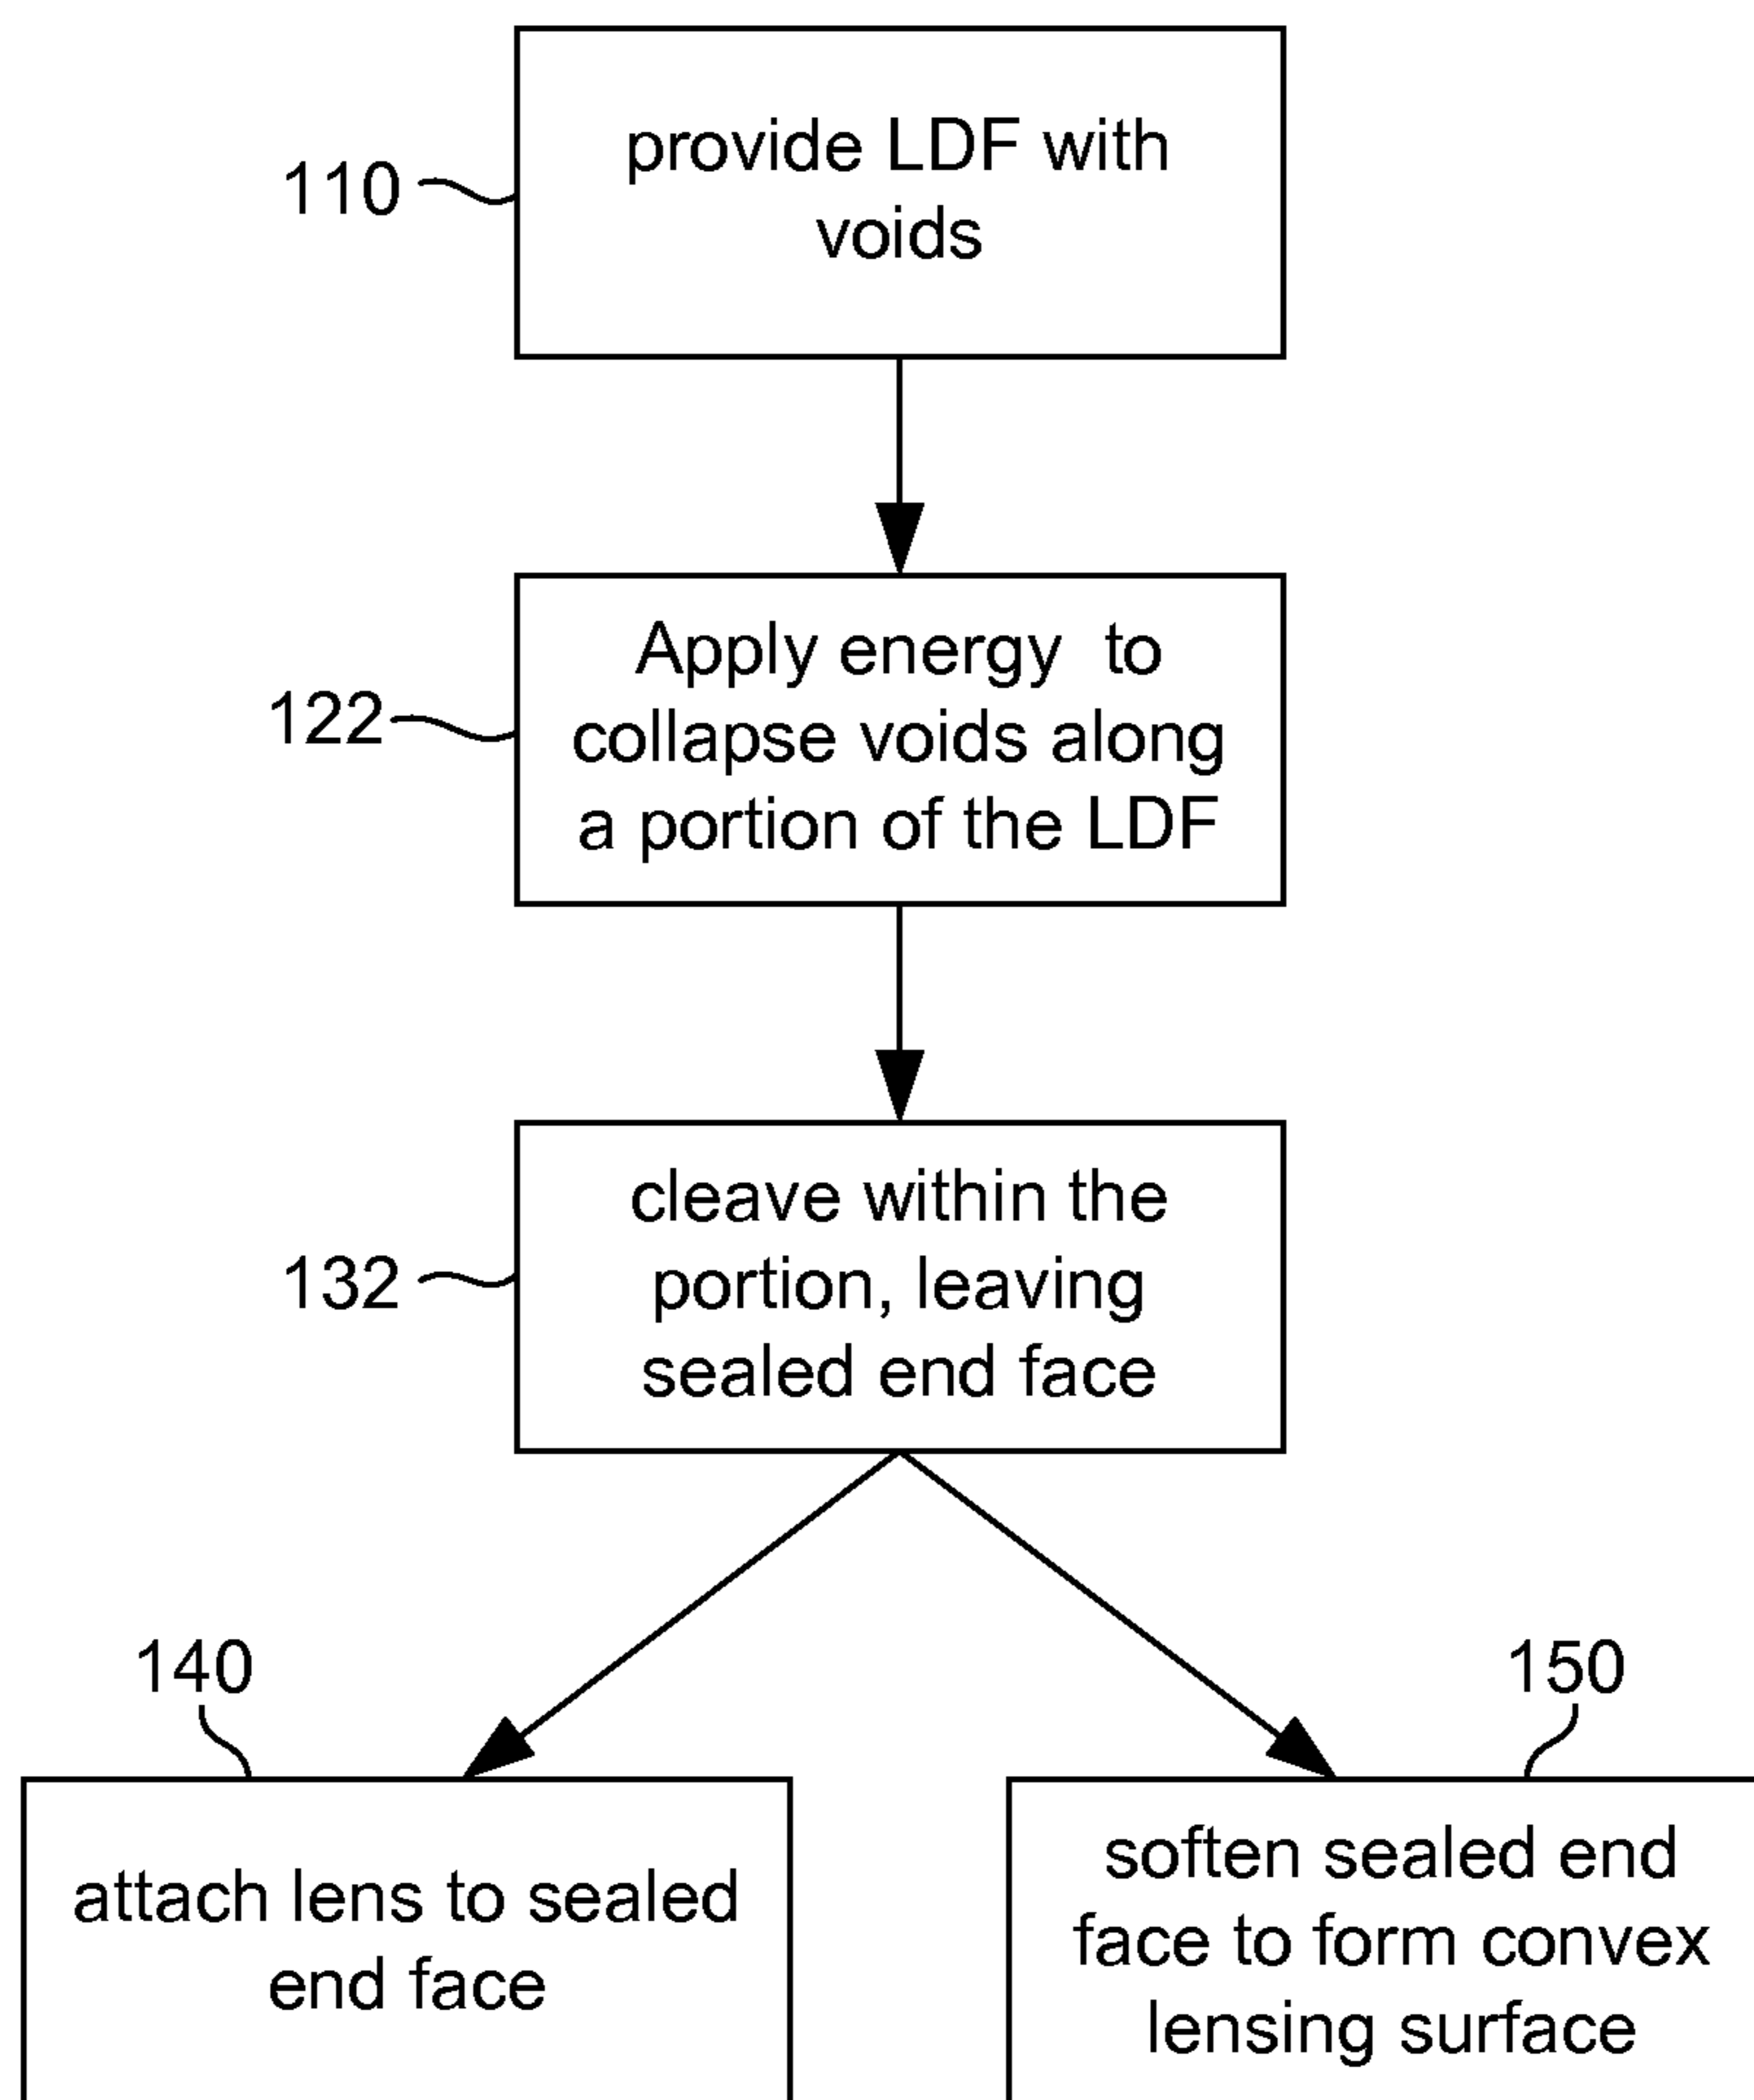 110
provide LDF with
voids
122
Apply energy to
collapse voids along
a portion of the LDF
132
cleave within the
portion, leaving
sealed end face
140
150
attach lens to sealed
end face
soften sealed end
face to form convex
lensing surface